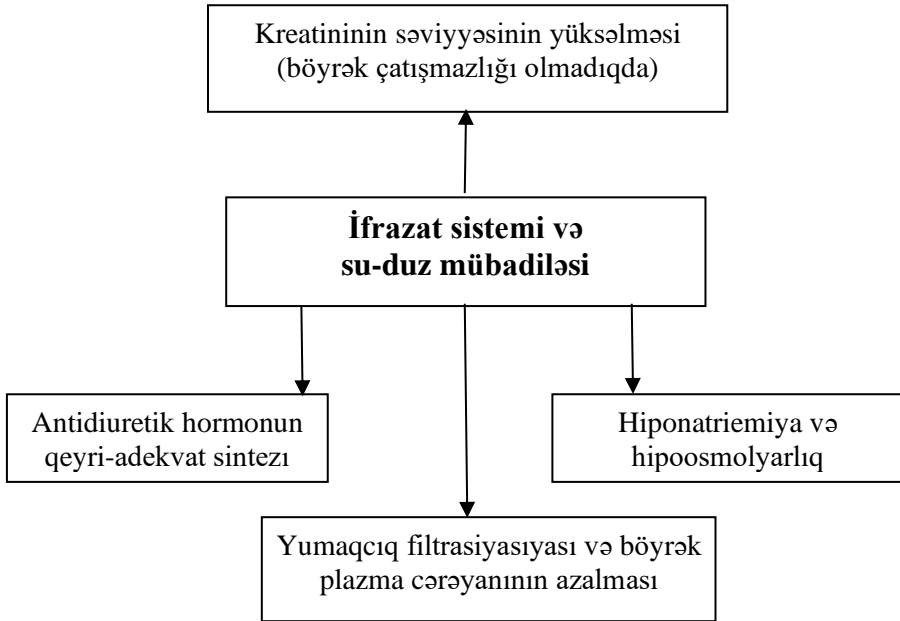 Kreatininin səviyyəsinin yüksəlməsi
(böyrək çatışmazlığı olmadıqda)
İfrazat sistemi və
su-duz mübadiləsi
Antidiuretik hormonun
qeyri-adekvat sintezı
Hiponatriemiya və
hipoosmolyarlıq
Yumaqcıq filtrasiyasıyası və böyrək
plazma cərəyanının azalması